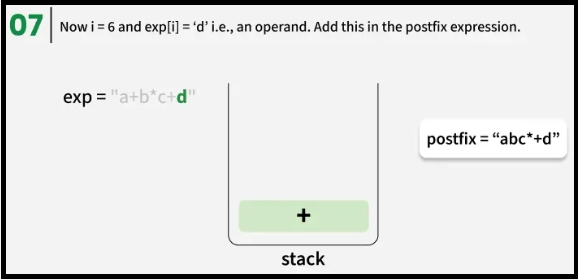 07
Now i = 6 and exp[i] = ‘d’ i.e., an operand. Add this in the postfix expression.
exp = "a+b*c+d"
postfix = “abc*+d”
+
stack